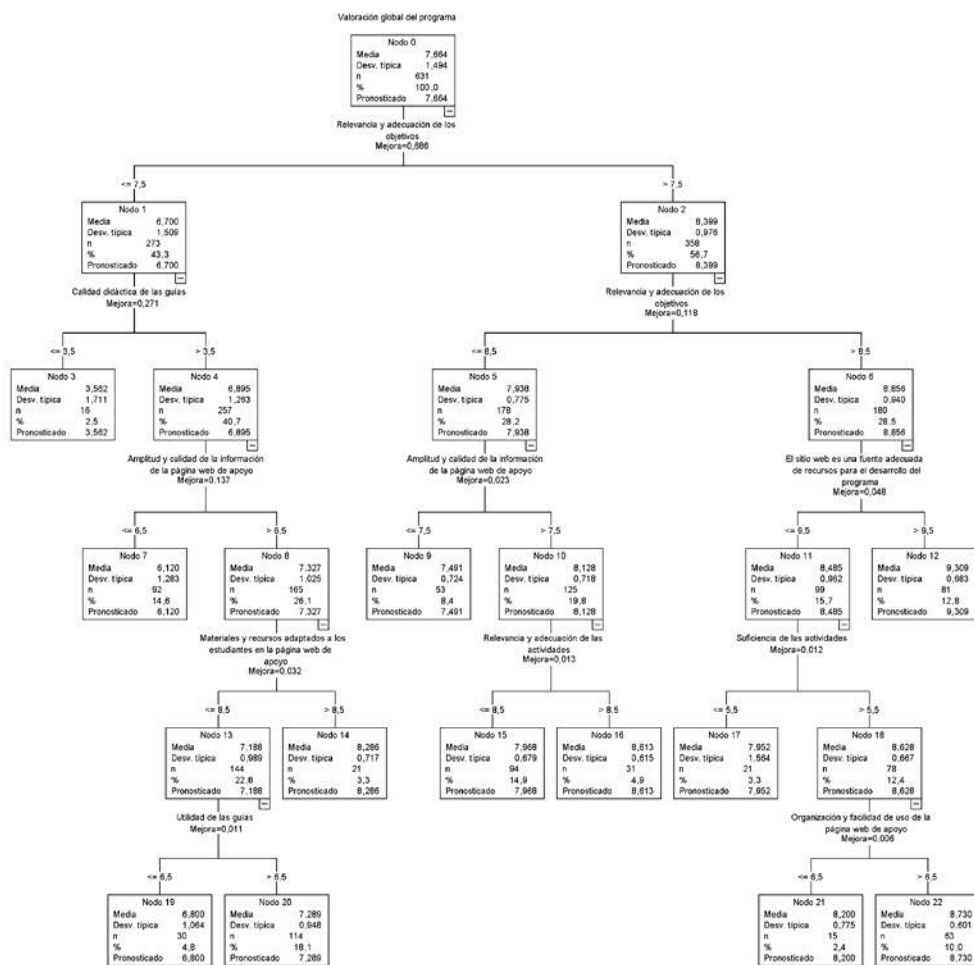 Valoración global del programa
Nodo 0
Media 7,664
Desv. típica 1,494
n 631
% 100,0
Pronosticado 7,664
Relevancia y adecuación de los
objetivos
Mejora=0,686
<= 7,5
> 7,5
Nodo 1
Media 6,700
Desv. típica 1,509
n 273
% 43,3
Pronosticado 6,700
Nodo 2
Media 8,399
Desv. típica 0,976
n 358
% 56,7
Pronosticado 8,399
Calidad didáctica de las guías
Mejora=0,271
Relevancia y adecuación de los
objetivos
Mejora=0,118
<= 3,5
> 3,5
<= 8,5
> 8,5
Nodo 3
Media 3,562
Desv. típica 1,711
n 16
% 2,5
Pronosticado 3,562
Nodo 4
Media 6,895
Desv. típica 1,263
n 257
% 40,7
Pronosticado 6,895
Nodo 5
Media 7,938
Desv. típica 0,775
n 178
% 28,2
Pronosticado 7,938
Nodo 6
Media 8,856
Desv. típica 0,940
n 180
% 28,5
Pronosticado 8,856
Amplitud y calidad de la información
de la página web de apoyo
Mejora=0,137
Amplitud y calidad de la información
de la página web de apoyo
Mejora=0,023
El sitio web es una fuente adecuada
de recursos para el desarrollo del
programa
Mejora=0,048
<= 6,5
> 6,5
<= 7,5
> 7,5
<= 9,5
> 9,5
Nodo 7
Media 6,120
Desv. típica 1,283
n 92
% 14,6
Pronosticado 6,120
Nodo 8
Media 7,327
Desv. típica 1,025
n 165
% 26,1
Pronosticado 7,327
Nodo 9
Media 7,491
Desv. típica 0,724
n 53
% 8,4
Pronosticado 7,491
Nodo 10
Media 8,128
Desv. típica 0,718
n 125
% 19,8
Pronosticado 8,128
Nodo 11
Media 8,485
Desv. típica 0,962
n 99
% 15,7
Pronosticado 8,485
Nodo 12
Media 9,309
Desv. típica 0,683
n 81
% 12,8
Pronosticado 9,309
Materiales y recursos adaptados a los
estudiantes en la página web de
apoyo
Mejora=0,032
Relevancia y adecuación de las
actividades
Mejora=0,013
Suficiencia de las actividades
Mejora=0,012
<= 8,5
> 8,5
<= 8,5
> 8,5
<= 5,5
> 5,5
Nodo 13
Media 7,188
Desv. típica 0,989
n 144
% 22,8
Pronosticado 7,188
Nodo 14
Media 8,286
Desv. típica 0,717
n 21
% 3,3
Pronosticado 8,286
Nodo 15
Media 7,968
Desv. típica 0,679
n 94
% 14,9
Pronosticado 7,968
Nodo 16
Media 8,613
Desv. típica 0,615
n 31
% 4,9
Pronosticado 8,613
Nodo 17
Media 7,952
Desv. típica 1,564
n 21
% 3,3
Pronosticado 7,952
Nodo 18
Media 8,628
Desv. típica 0,667
n 78
% 12,4
Pronosticado 8,628
Utilidad de las guías
Mejora=0,011
Organización y facilidad de uso de la
página web de apoyo
Mejora=0,006
<= 6,5
> 6,5
<= 6,5
> 6,5
Nodo 19
Media 6,800
Desv. típica 1,064
n 30
% 4,8
Pronosticado 6,800
Nodo 20
Media 7,289
Desv. típica 0,948
n 114
% 18,1
Pronosticado 7,289
Nodo 21
Media 8,200
Desv. típica 0,775
n 15
% 2,4
Pronosticado 8,200
Nodo 22
Media 8,730
Desv. típica 0,601
n 63
% 10,0
Pronosticado 8,730